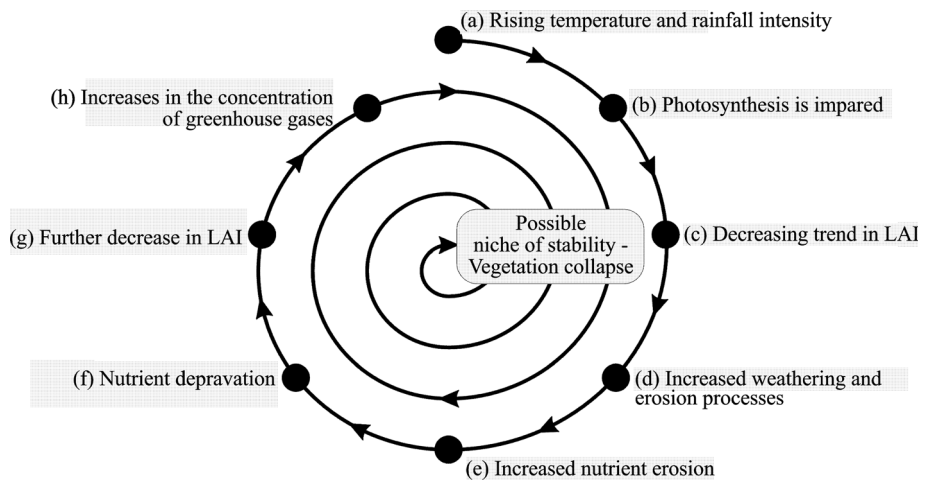 (a) Rising temperature and rainfall intensity
(b) Photosynthesis is impared
(c) Decreasing trend in LAI
(d) Increased weathering and
erosion processes
(e) Increased nutrient erosion
(f) Nutrient depravation
(g) Further decrease in LAI
(h) Increases in the concentration
of greenhouse gases
Possible
niche of stability -
Vegetation collapse